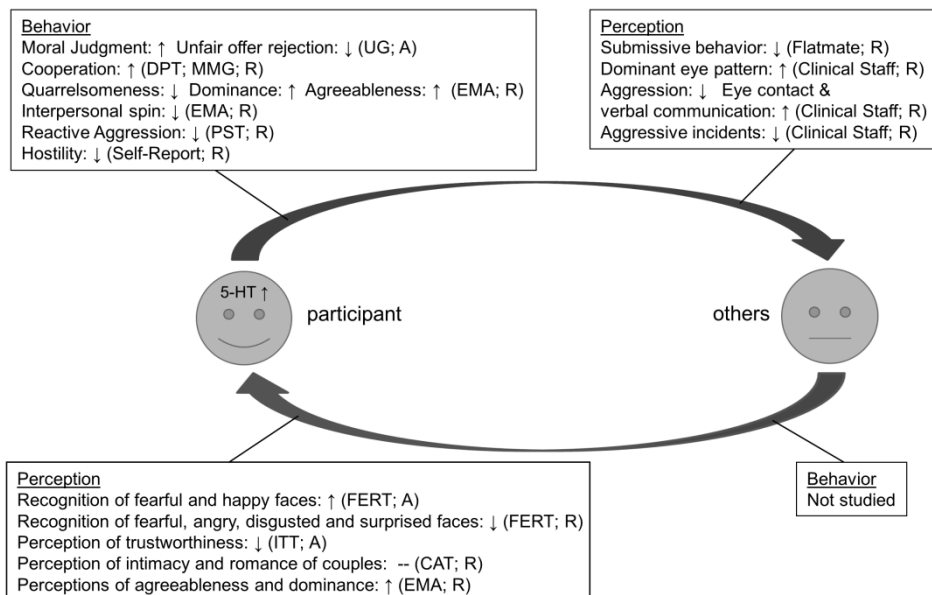 Behavior
Moral Judgment: ↑ Unfair offer rejection: ↓ (UG; A)
Cooperation: ↑ (DPT; MMG; R)
Quarrelsomeness: ↓ Dominance: ↑ Agreeableness: ↑ (EMA; R)
Interpersonal spin: ↓ (EMA; R)
Reactive Aggression: ↓ (PST; R)
Hostility: ↓ (Self-Report; R)
Perception
Submissive behavior: ↓ (Flatmate; R)
Dominant eye pattern: ↑ (Clinical Staff; R)
Aggression: ↓ Eye contact &
verbal communication: ↑ (Clinical Staff; R)
Aggressive incidents: ↓ (Clinical Staff; R)
5-HT ↑
participant
others
Perception
Recognition of fearful and happy faces: ↑ (FERT; A)
Recognition of fearful, angry, disgusted and surprised faces: ↓ (FERT; R)
Perception of trustworthiness: ↓ (ITT; A)
Perception of intimacy and romance of couples: -- (CAT; R)
Perceptions of agreeableness and dominance: ↑ (EMA; R)
Behavior
Not studied